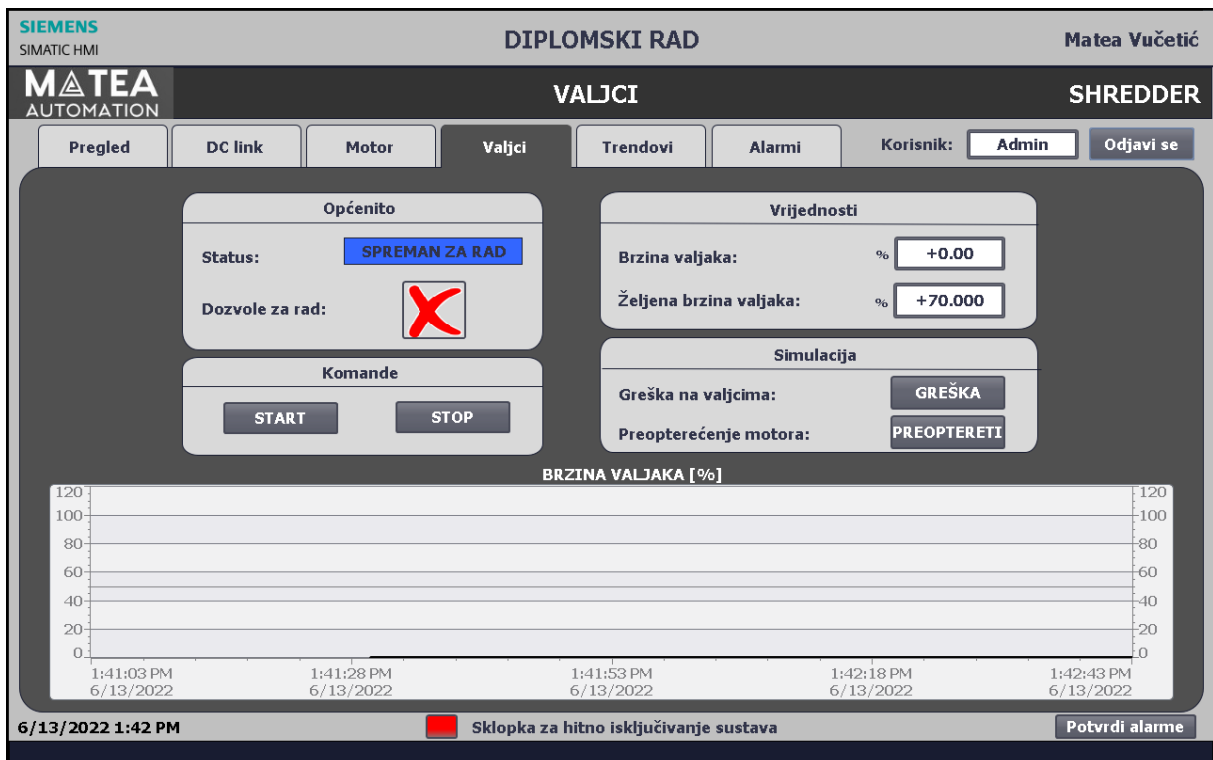 SIEMENS
SIMATIC HMI
DIPLOMSKI RAD
Matea Vučetić
MATEA
AUTOMATION
VALJCI
SHREDDER
Pregled
DC link
Motor
Valjci
Trendovi
Alarmi
Korisnik:
Admin
Odjavi se
Općenito
Status:
SPREMAN ZA RAD
Dozvole za rad:
Komande
START
STOP
Vrijednosti
Brzina valjaka:
% +0.00
Željena brzina valjaka:
% +70.000
Simulacija
Greška na valjcima:
GREŠKA
Preopterećenje motora:
PREOPTERETI
BRZINA VALJAKA [%]
120 120
100 100
80 80
60 60
40 40
20 20
0 0
1:41:03 PM 1:41:28 PM 1:41:53 PM 1:42:18 PM 1:42:43 PM
6/13/2022 6/13/2022 6/13/2022 6/13/2022 6/13/2022
6/13/2022 1:42 PM
Sklopka za hitno isključivanje sustava
Potvrdi alarme